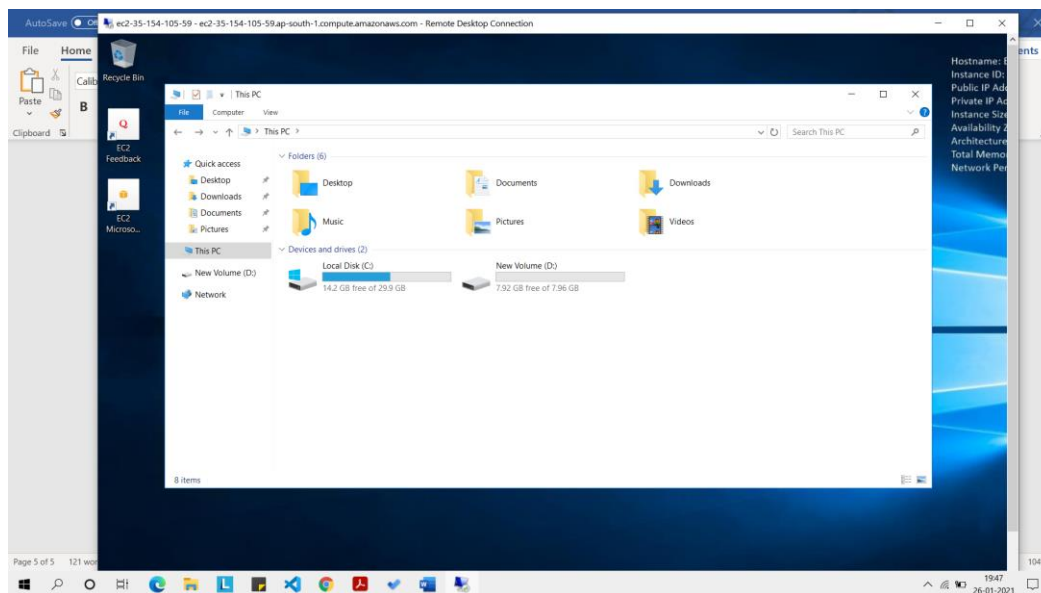 AutoSave
ec2-35-154-105-59 - ec2-35-154-105-59.ap-south-1.compute.amazonaws.com - Remote Desktop Connection
File Home
ents
Paste
Calib
B
Clipboard
Recycle Bin
EC2
Feedback
EC2
Microso...
Hostname: E
Instance ID:
Public IP Add
Private IP Ad
Instance Size
Availability Z
Architecture
Total Memo
Network Per
This PC
File Computer View
This PC
Search This PC
Quick access
Desktop
Downloads
Documents
Pictures
This PC
New Volume (D:)
Network
Folders (6)
Desktop
Documents
Downloads
Music
Pictures
Videos
Devices and drives (2)
Local Disk (C:)
14.2 GB free of 29.9 GB
New Volume (D:)
7.92 GB free of 7.96 GB
8 items
Page 5 of 5 121 wor
104
19:47
26-01-2021